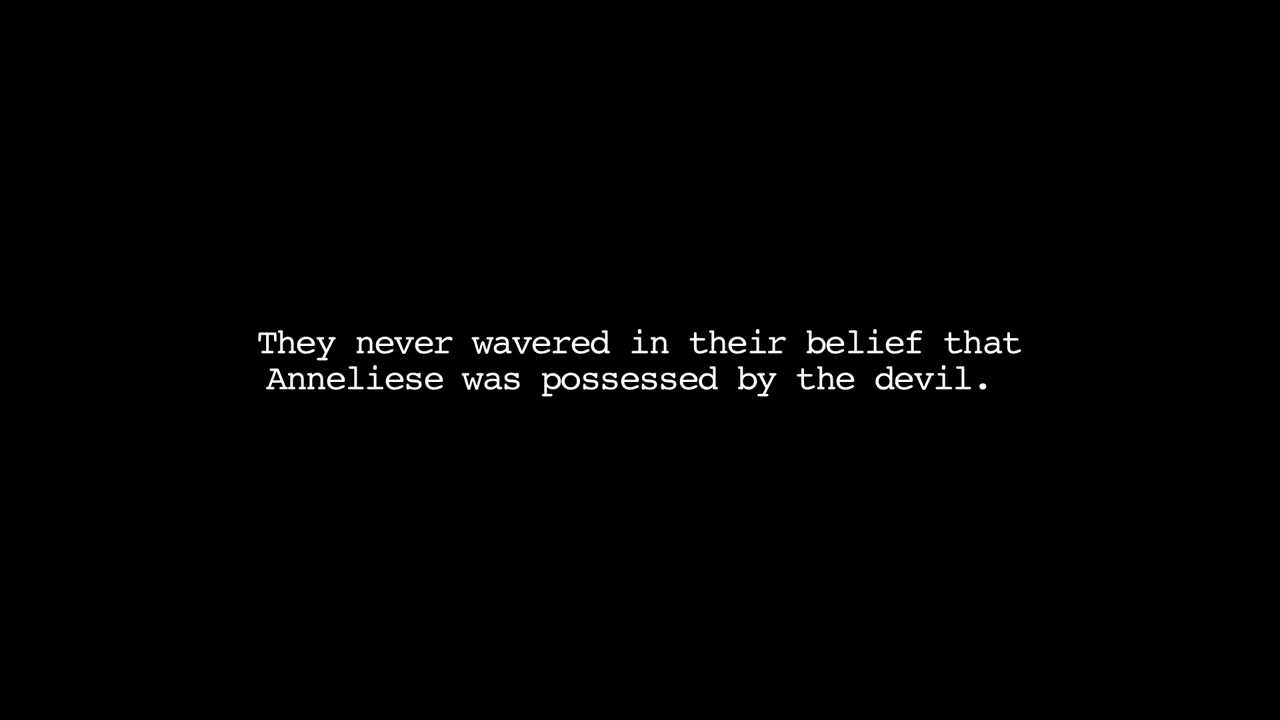 They never wavered in their belief that
Anneliese was possessed by the devil.